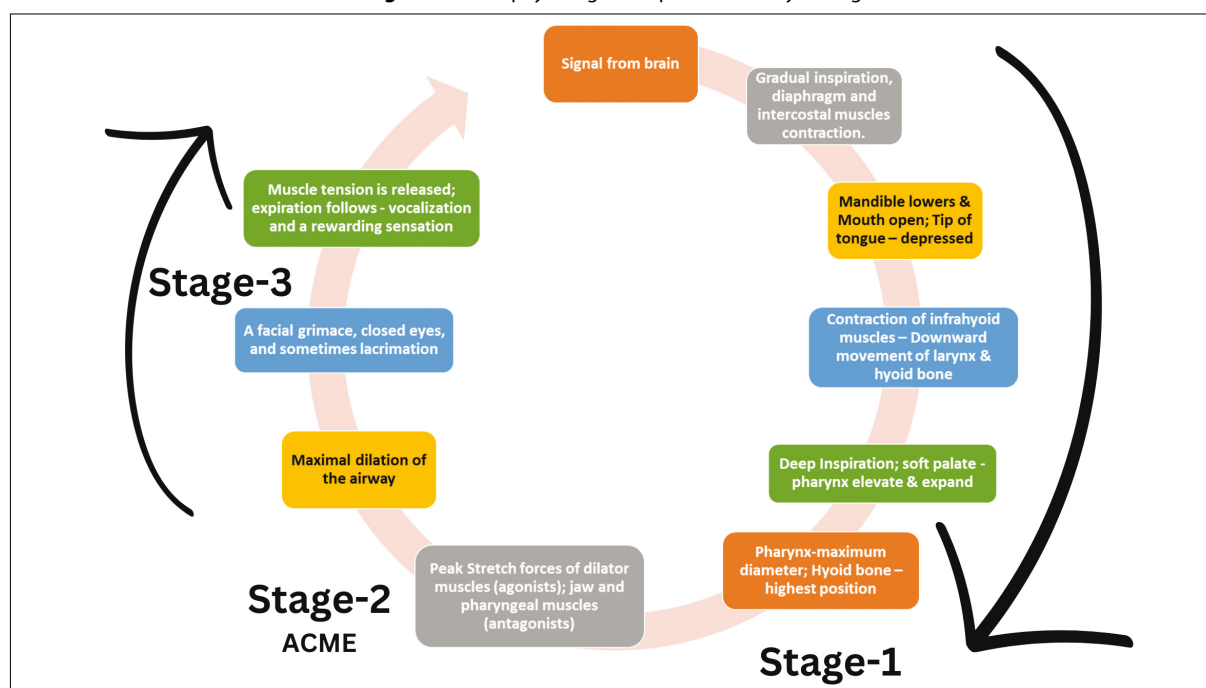 Signal from brain
Gradual inspiration,
diaphragm and
intercostal muscles
contraction.
Mandible lowers &
Mouth open; Tip of
tongue – depressed
Contraction of infrahyoid
muscles – Downward
movement of larynx &
hyoid bone
Deep Inspiration; soft palate -
pharynx elevate & expand
Pharynx-maximum
diameter; Hyoid bone –
highest position
Stage-1
Peak Stretch forces of dilator
muscles (agonists); jaw and
pharyngeal muscles
(antagonists)
Stage-2
ACME
Maximal dilation of
the airway
A facial grimace, closed eyes,
and sometimes lacrimation
Stage-3
Muscle tension is released;
expiration follows - vocalization
and a rewarding sensation